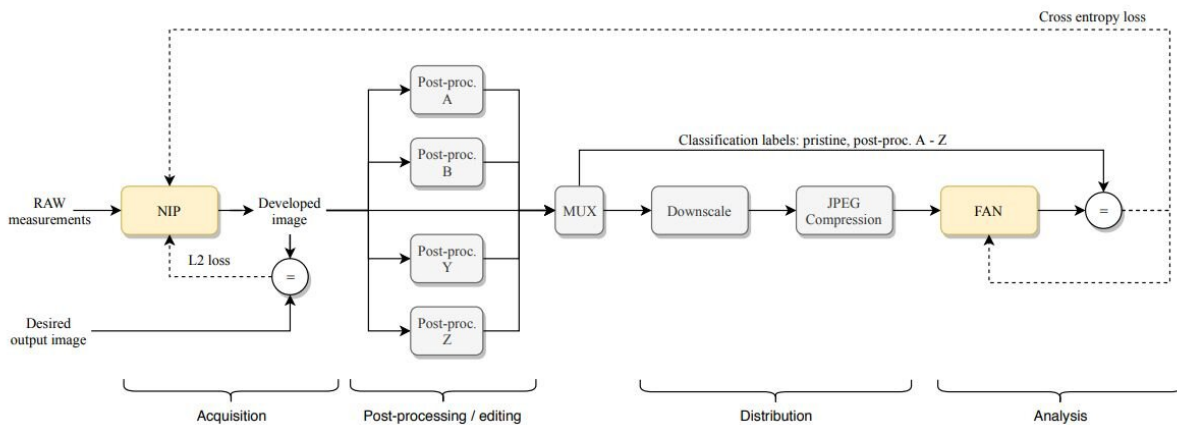 Cross entropy loss
Post-proc.
A
Classification labels: pristine, post-proc. A - Z
Post-proc.
B
RAW
measurements
NIP
Developed
image
MUX
Downscale
JPEG
Compression
FAN
=
L2 loss
=
Post-proc.
Y
Desired
output image
Post-proc.
Z
Acquisition
Post-processing / editing
Distribution
Analysis